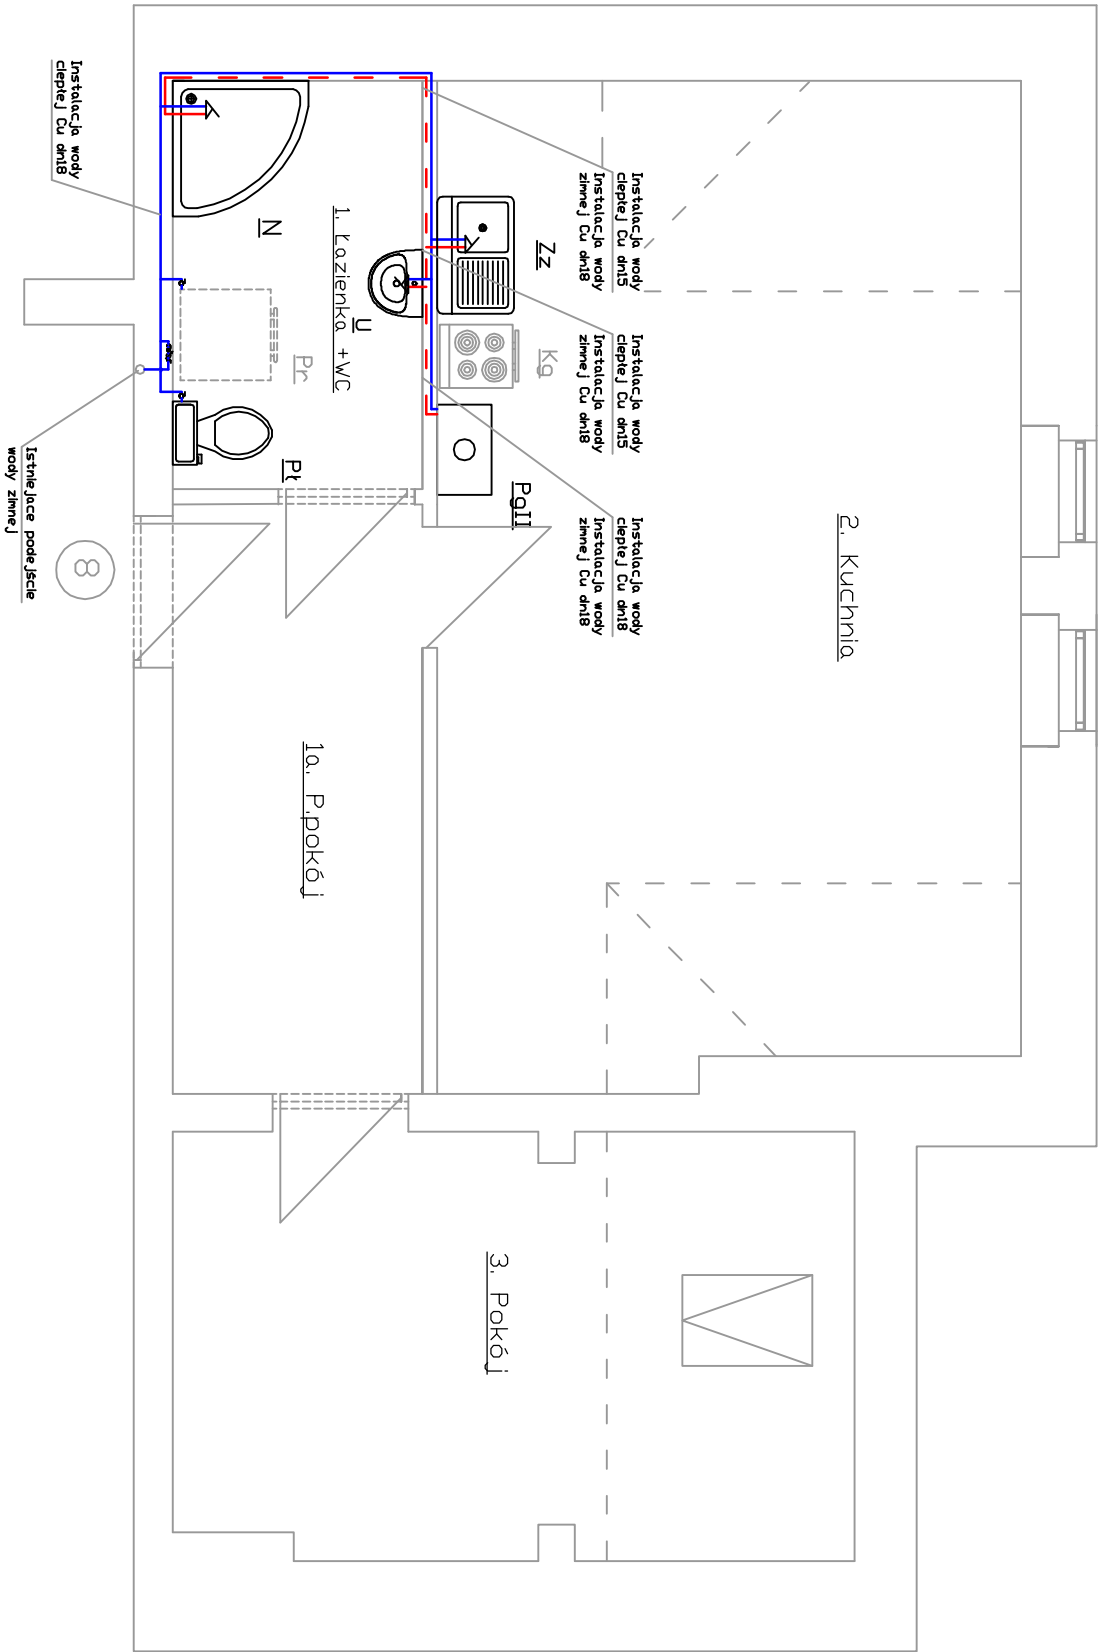 Instalacja wody
ciepłej Cu dn18
Instalacja wody
ciepłej Cu dn15
Instalacja wody
zimnej Cu dn18
Instalacja wody
ciepłej Cu dn15
Instalacja wody
zimnej Cu dn18
Instalacja wody
ciepłej Cu dn18
Instalacja wody
zimnej Cu dn18
Istniejace podejście
wody zimnej
Zz
Kg
PgII
N
1. Łazienka +WC
U
Pr
Pł
8
2. Kuchnia
1a. P.pokój
3. Pokój